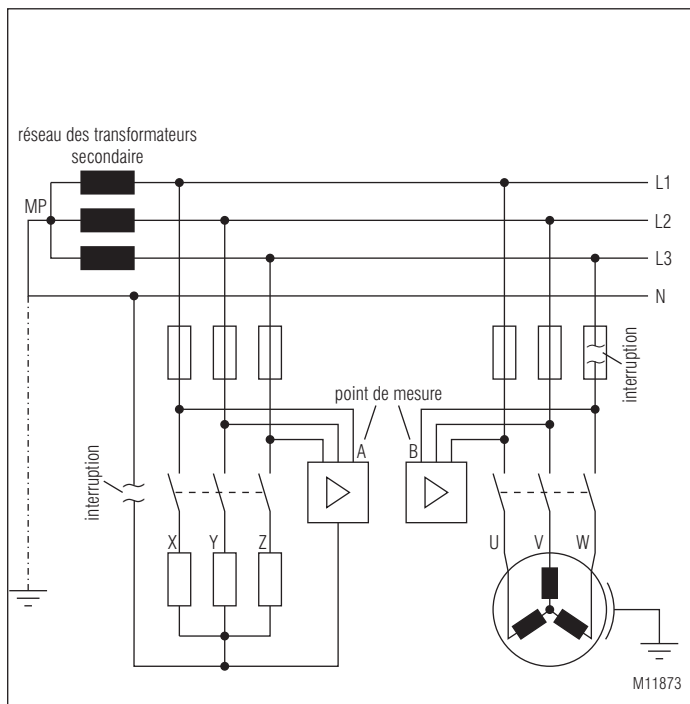 réseau des transformateurs
secondaire
MP
L1
L2
L3
N
interruption
point de mesure
A
B
interruption
X
Y
Z
U
V
W
M11873